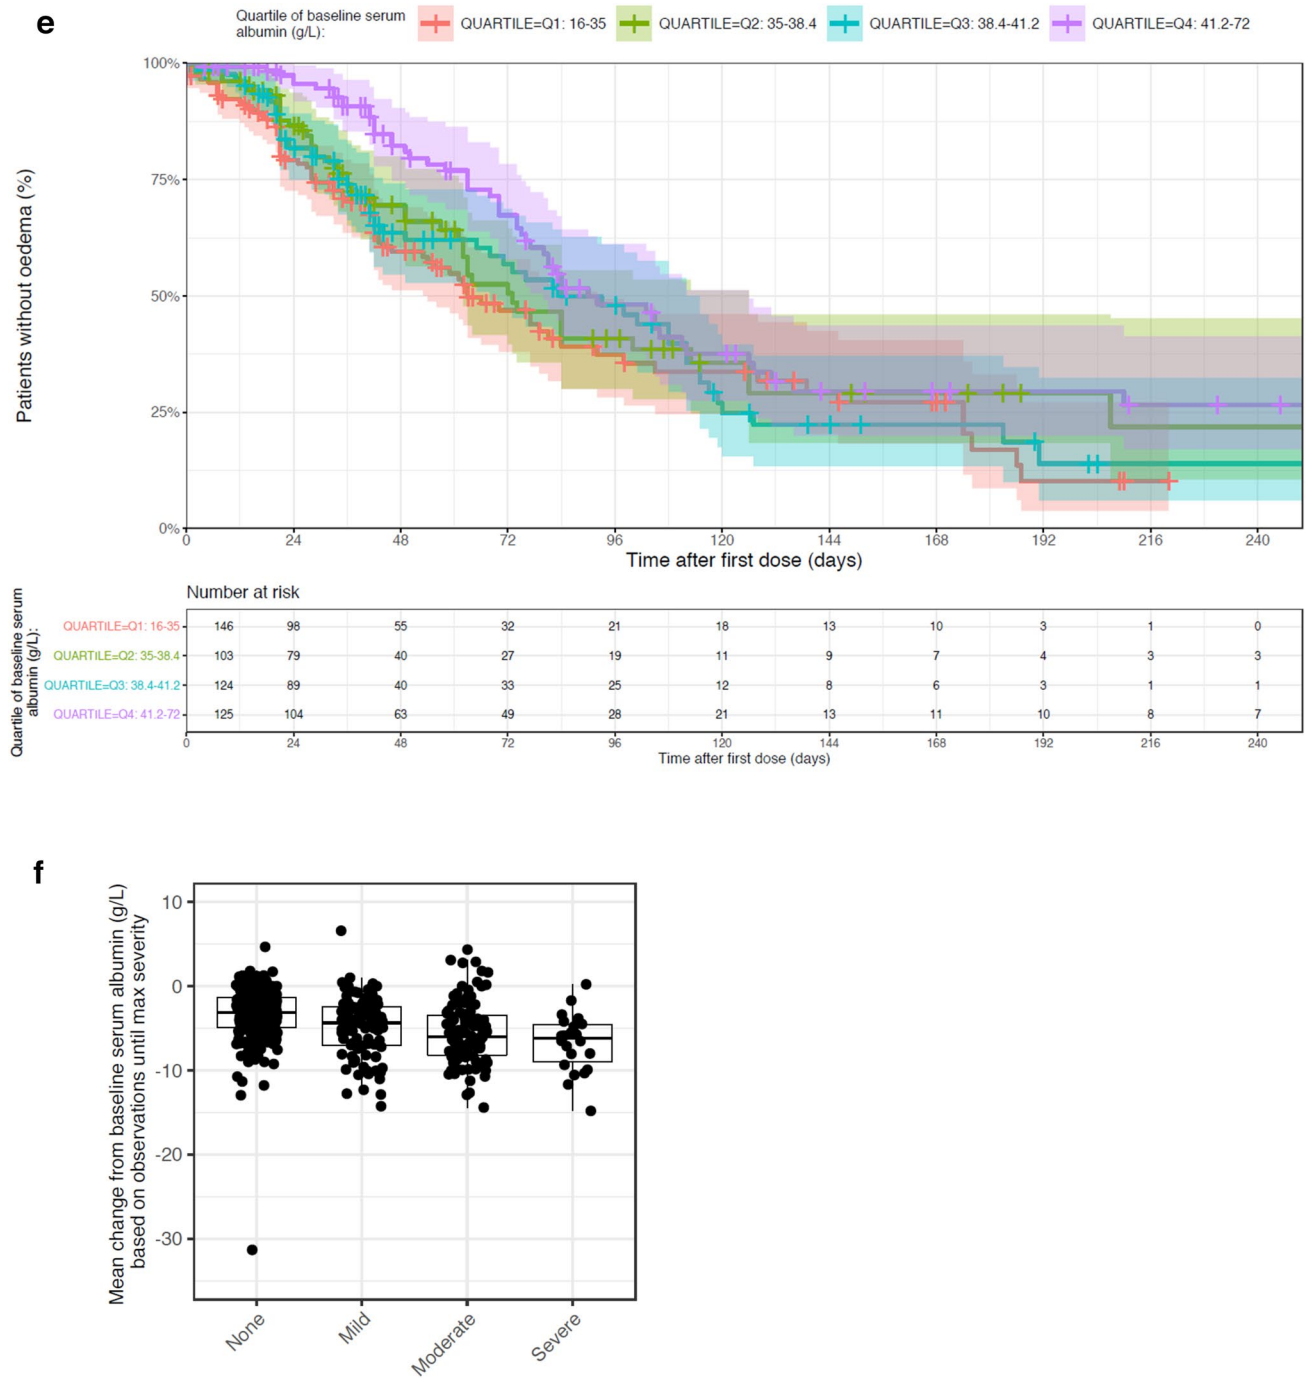 e
Quartile of baseline serum
albumin (g/L):
QUARTILE=Q1: 16-35
QUARTILE=Q2: 35-38.4
QUARTILE=Q3: 38.4-41.2
QUARTILE=Q4: 41.2-72
Patients without oedema (%)
100%
75%
50%
25%
0%
0 24 48 72 96 120 144 168 192 216 240
Time after first dose (days)
Number at risk
Quartile of baseline serum
albumin (g/L):
QUARTILE=Q1: 16-35 146 98 55 32 21 18 13 10 3 1 0
QUARTILE=Q2: 35-38.4 103 79 40 27 19 11 9 7 4 3 3
QUARTILE=Q3: 38.4-41.2 124 89 40 33 25 12 8 6 3 1 1
QUARTILE=Q4: 41.2-72 125 104 63 49 28 21 13 11 10 8 7
0 24 48 72 96 120 144 168 192 216 240
Time after first dose (days)
f
Mean change from baseline serum albumin (g/L)
based on observations until max severity
10
0
-10
-20
-30
None
Mild
Moderate
Severe